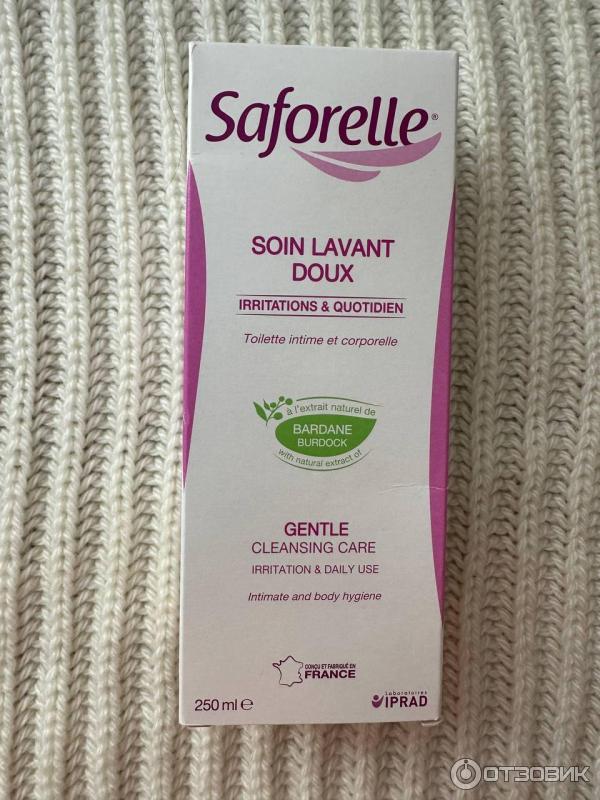 Saforelle®
SOIN LAVANT
DOUX
IRRITATIONS & QUOTIDIEN
Toilette intime et corporelle
à l'extrait naturel de
BARDANE
BURDOCK
with natural extract of
GENTLE
CLEANSING CARE
IRRITATION & DAILY USE
Intimate and body hygiene
CONÇU ET FABRIQUÉ EN
FRANCE
250 ml e
Laboratoires
IPRAD
ОТЗОВИК